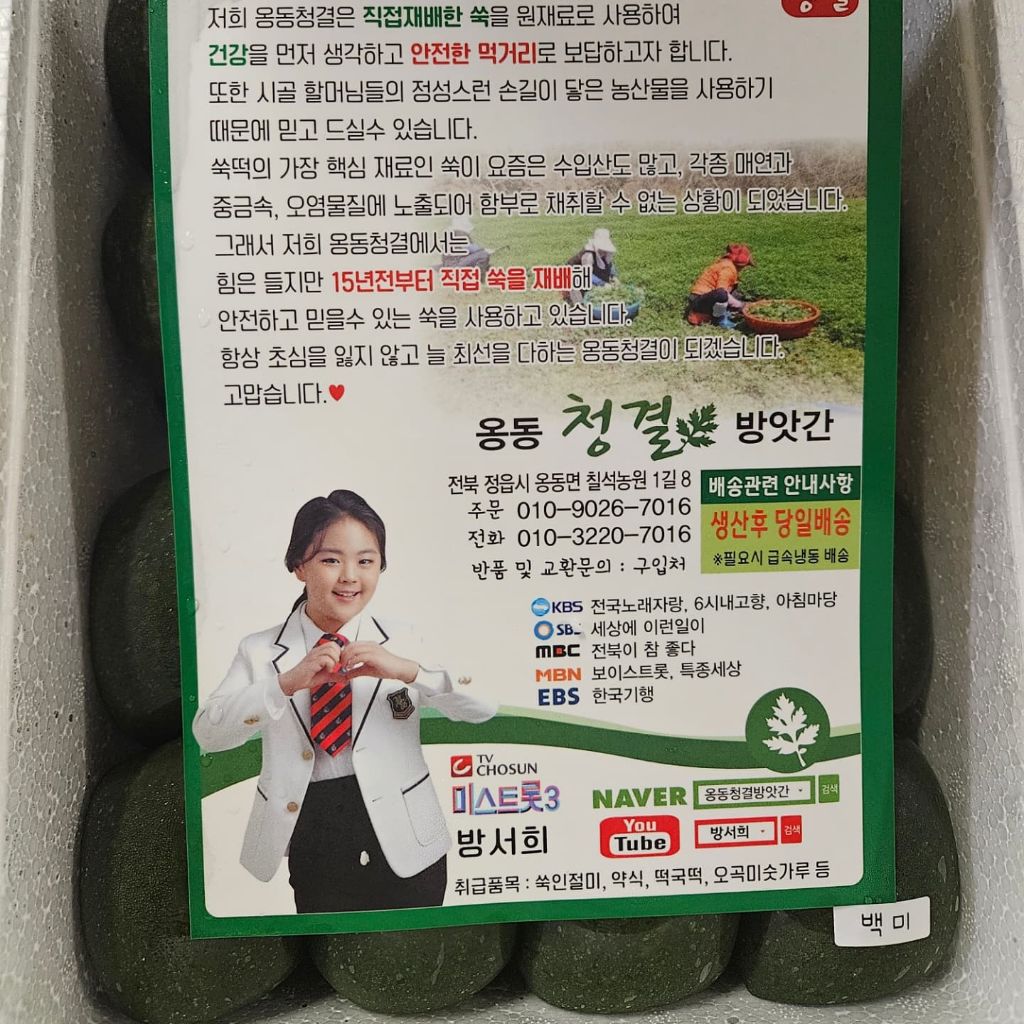 저희 옹동청결은 직접재배한 쑥을 원재료로 사용하여
건강을 먼저 생각하고 안전한 먹거리로 보답하고자 합니다.
또한 시골 할머님들의 정성스런 손길이 닿은 농산물을 사용하기
때문에 믿고 드실수 있습니다.
쑥떡의 가장 핵심 재료인 쑥이 요즘은 수입산도 많고, 각종 매연과
중금속, 오염물질에 노출되어 함부로 채취할 수 없는 상황이 되었습니다.
그래서 저희 옹동청결에서는
힘은 들지만 15년전부터 직접 쑥을 재배해
안전하고 믿을수 있는 쑥을 사용하고 있습니다.
항상 초심을 잃지 않고 늘 최선을 다하는 옹동청결이 되겠습니다.
고맙습니다.♥
옹동 청결 방앗간
전북 정읍시 옹동면 칠석농원 1길 8
주문 010-9026-7016
전화 010-3220-7016
반품 및 교환문의 : 구입처
배송관련 안내사항
생산후 당일배송
※필요시 급속냉동 배송
KBS 전국노래자랑, 6시내고향, 아침마당
SBS 세상에 이런일이
MBC 전북이 참 좋다
MBN 보이스트롯, 특종세상
EBS 한국기행
TV CHOSUN
미스트롯3
방서희
NAVER 옹동청결방앗간 검색
You Tube 방서희 검색
취급품목 : 쑥인절미, 약식, 떡국떡, 오곡미숫가루 등
백미